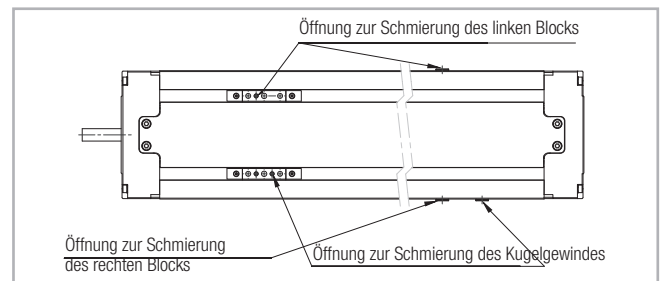 Öffnung zur Schmierung des linken Blocks
Öffnung zur Schmierung
des rechten Blocks
Öffnung zur Schmierung des Kugelgewindes